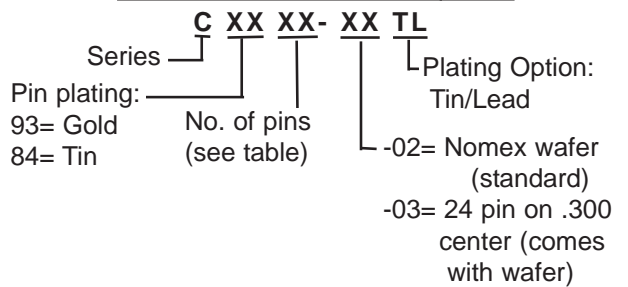 C XX XX- XX TL
Series
Plating Option:
Tin/Lead
Pin plating:
93= Gold
84= Tin
No. of pins
(see table)
-02= Nomex wafer
(standard)
-03= 24 pin on .300
center (comes
with wafer)